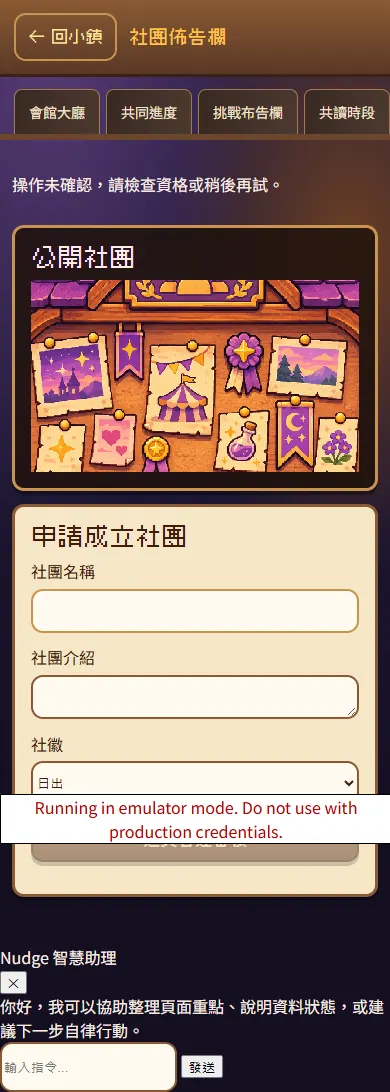 ← 回小鎮
社團佈告欄
會館大廳
共同進度
挑戰布告欄
共讀時段
操作未確認，請檢查資格或稍後再試。
公開社團
申請成立社團
社團名稱
社團介紹
社徽
日出
Running in emulator mode. Do not use with
production credentials.
Nudge 智慧助理
×
你好，我可以協助整理頁面重點、說明資料狀態，或建
議下一步自律行動。
輸入指令...
發送